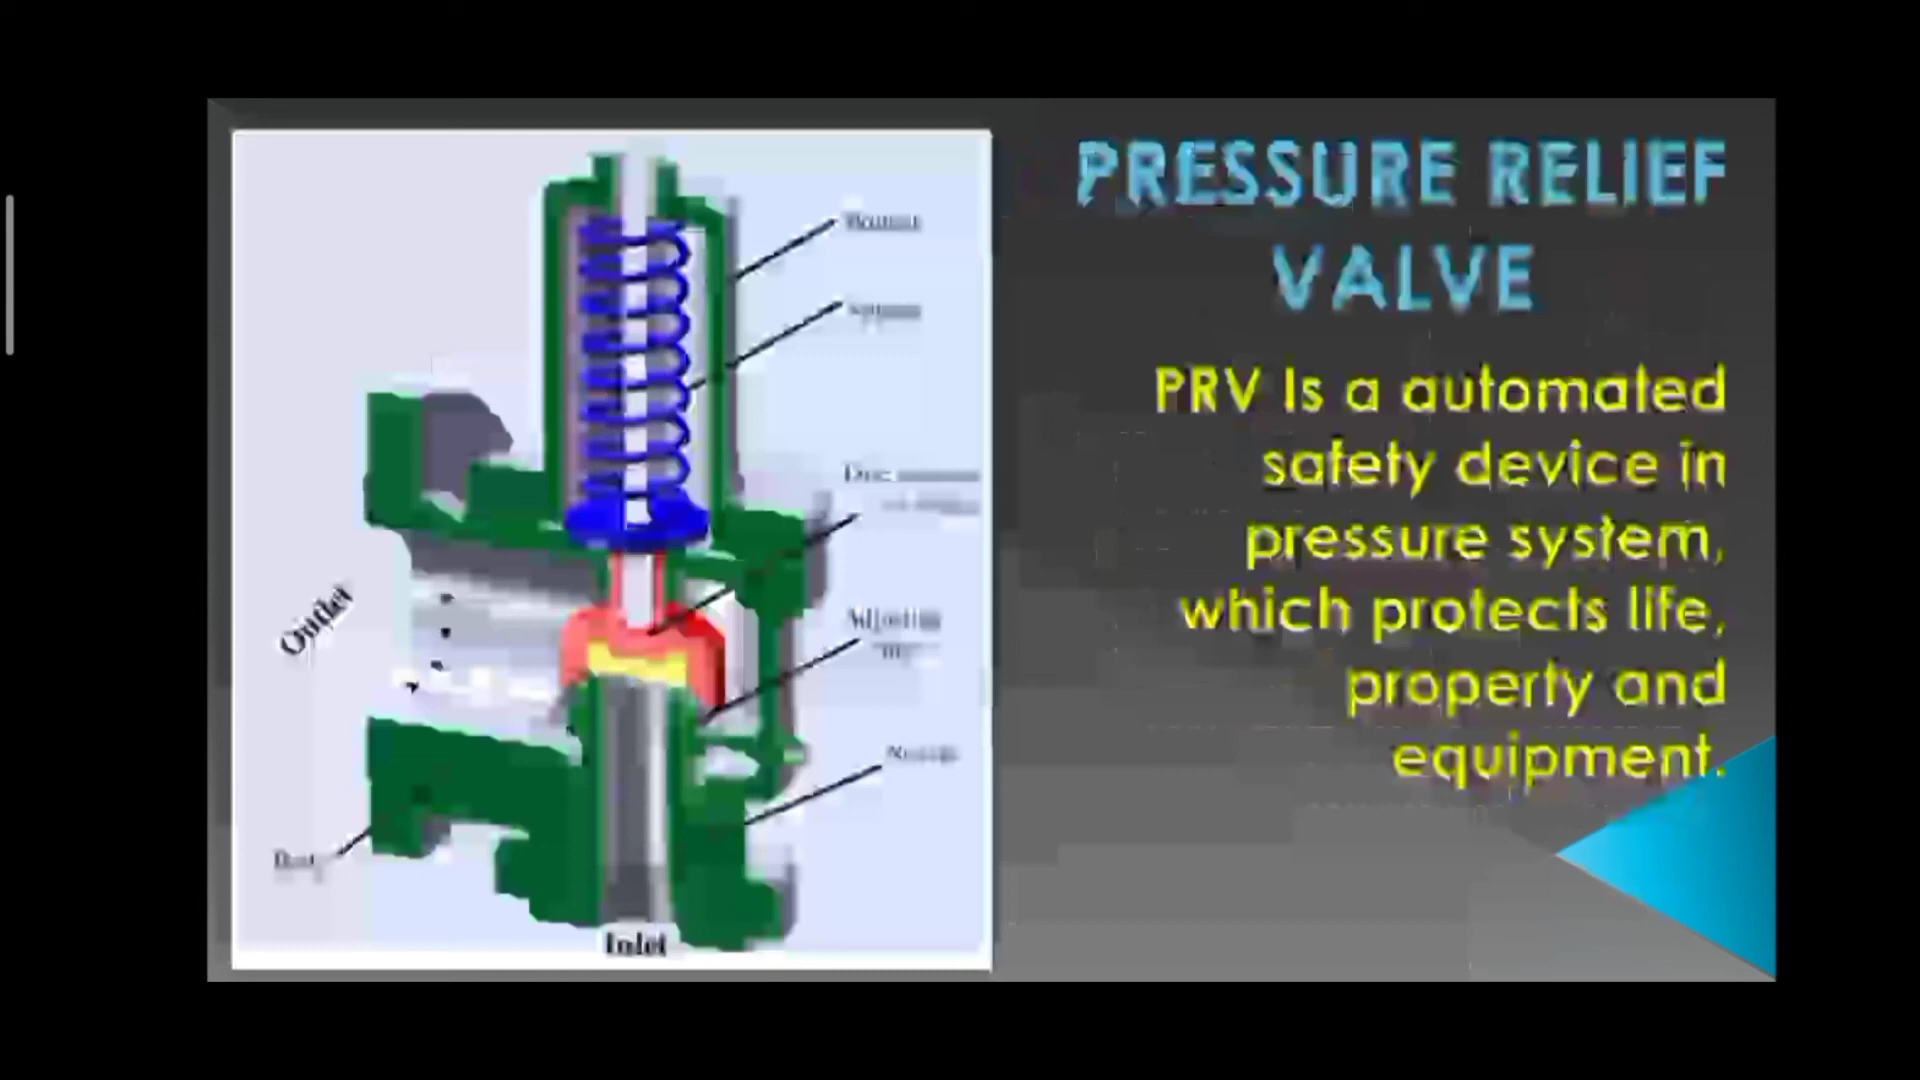 PRESSURE RELIEF
VALVE
PRV Is a automated
safety device in
pressure system,
which protects life,
property and
equipment.
Outlet
Adjusting
Inlet